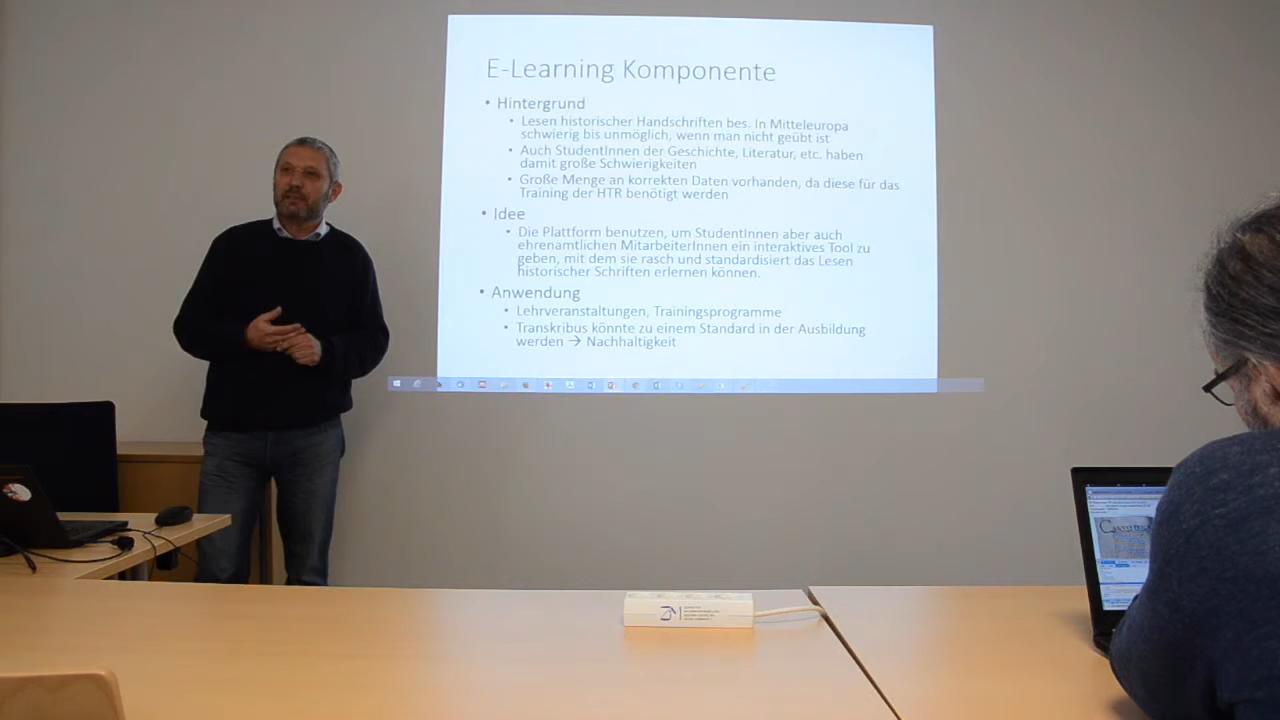 E-Learning Komponente
• Hintergrund
• Lesen historischer Handschriften bes. In Mitteleuropa
schwierig bis unmöglich, wenn man nicht geübt ist
• Auch StudentInnen der Geschichte, Literatur, etc. haben
damit große Schwierigkeiten
• Große Menge an korrekten Daten vorhanden, da diese für das
Training der HTR benötigt werden
• Idee
• Die Plattform benutzen, um StudentInnen aber auch
ehrenamtlichen MitarbeiterInnen ein interaktives Tool zu
geben, mit dem sie rasch und standardisiert das Lesen
historischer Schriften erlernen können.
• Anwendung
• Lehrveranstaltungen, Trainingsprogramme
• Transkribus könnte zu einem Standard in der Ausbildung
werden → Nachhaltigkeit